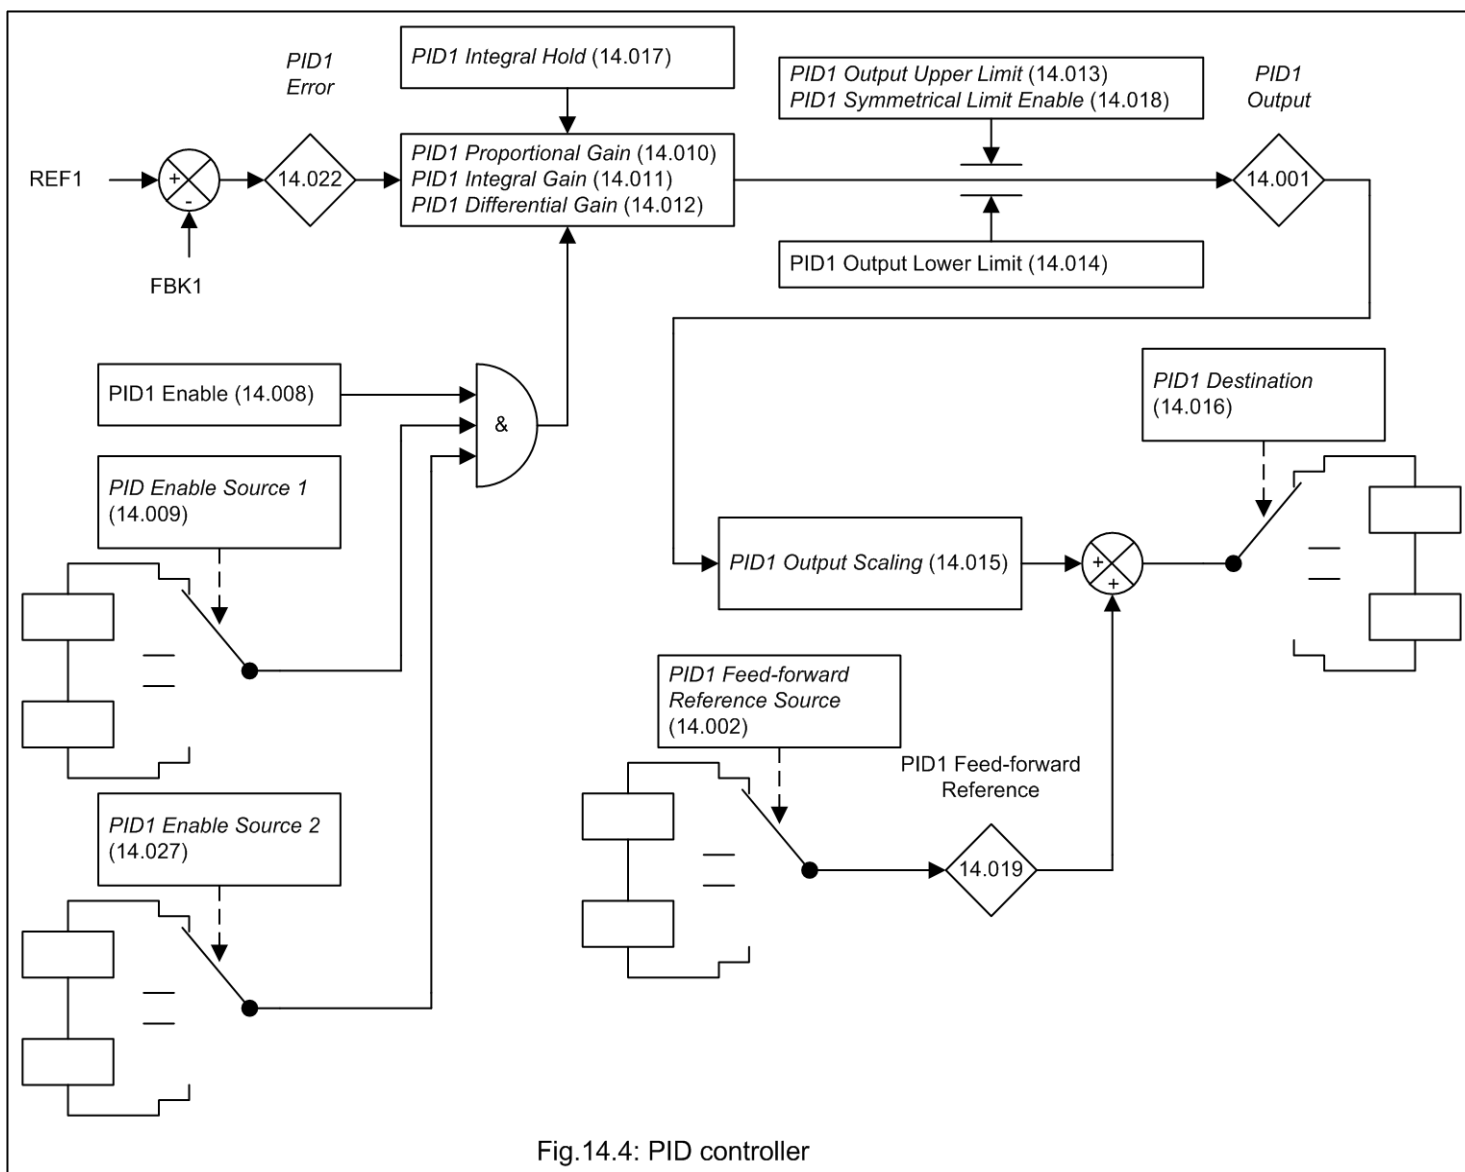 PID1
Error
PID1 Integral Hold (14.017)
PID1 Output Upper Limit (14.013)
PID1 Symmetrical Limit Enable (14.018)
PID1
Output
REF1
+
-
14.022
PID1 Proportional Gain (14.010)
PID1 Integral Gain (14.011)
PID1 Differential Gain (14.012)
14.001
FBK1
PID1 Output Lower Limit (14.014)
PID1 Enable (14.008)
&
PID1 Destination
(14.016)
PID Enable Source 1
(14.009)
PID1 Output Scaling (14.015)
+
+
PID1 Feed-forward
Reference Source
(14.002)
PID1 Feed-forward
Reference
14.019
PID1 Enable Source 2
(14.027)
Fig.14.4: PID controller